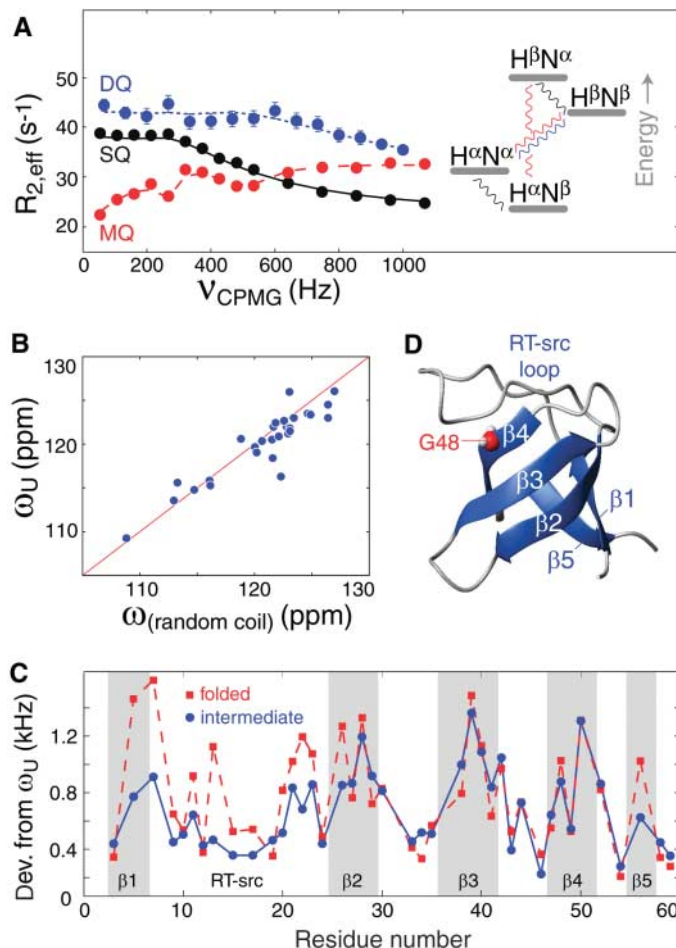 A
DQ
SQ
MQ
R2,eff (s-1)
50
40
30
20
0 200 400 600 800 1000
νCPMG (Hz)
HβNα
HβNβ
HαNα
HαNβ
Energy →
B
130
120
110
ωU (ppm)
110 120 130
ω(random coil) (ppm)
D
RT-src
loop
G48
β4
β3
β2
β1
β5
C
folded
intermediate
Dev. from ωU (kHz)
1.2
0.8
0.4
0
β1 RT-src β2 β3 β4 β5
0 10 20 30 40 50 60
Residue number